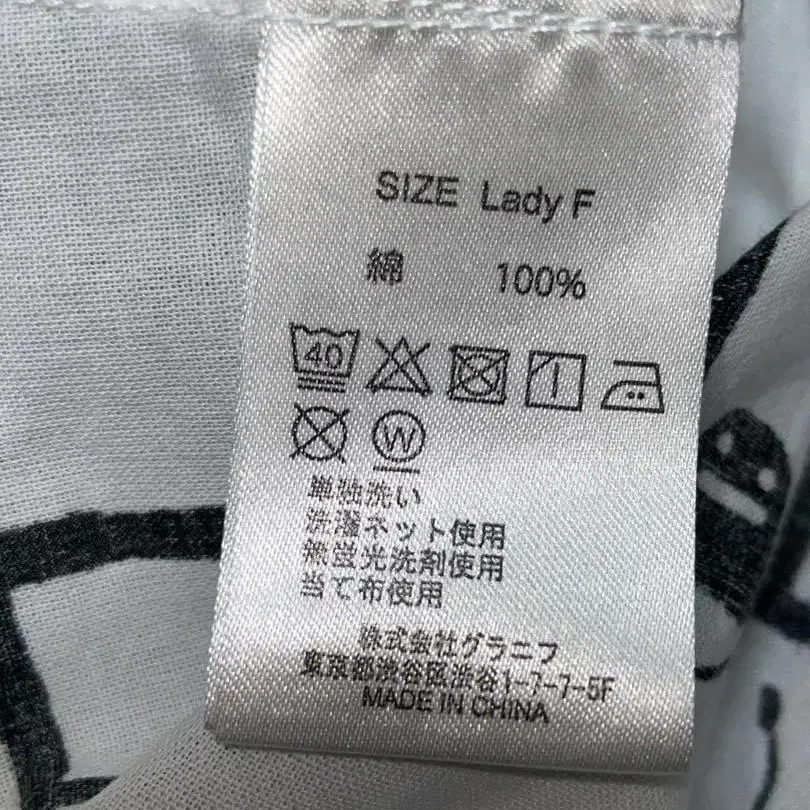 SIZE Lady F
綿 100%
40
W
単独洗い
洗濯ネット使用
無蛍光洗剤使用
当て布使用
株式会社グラニフ
東京都渋谷区渋谷1-7-7-5F
MADE IN CHINA